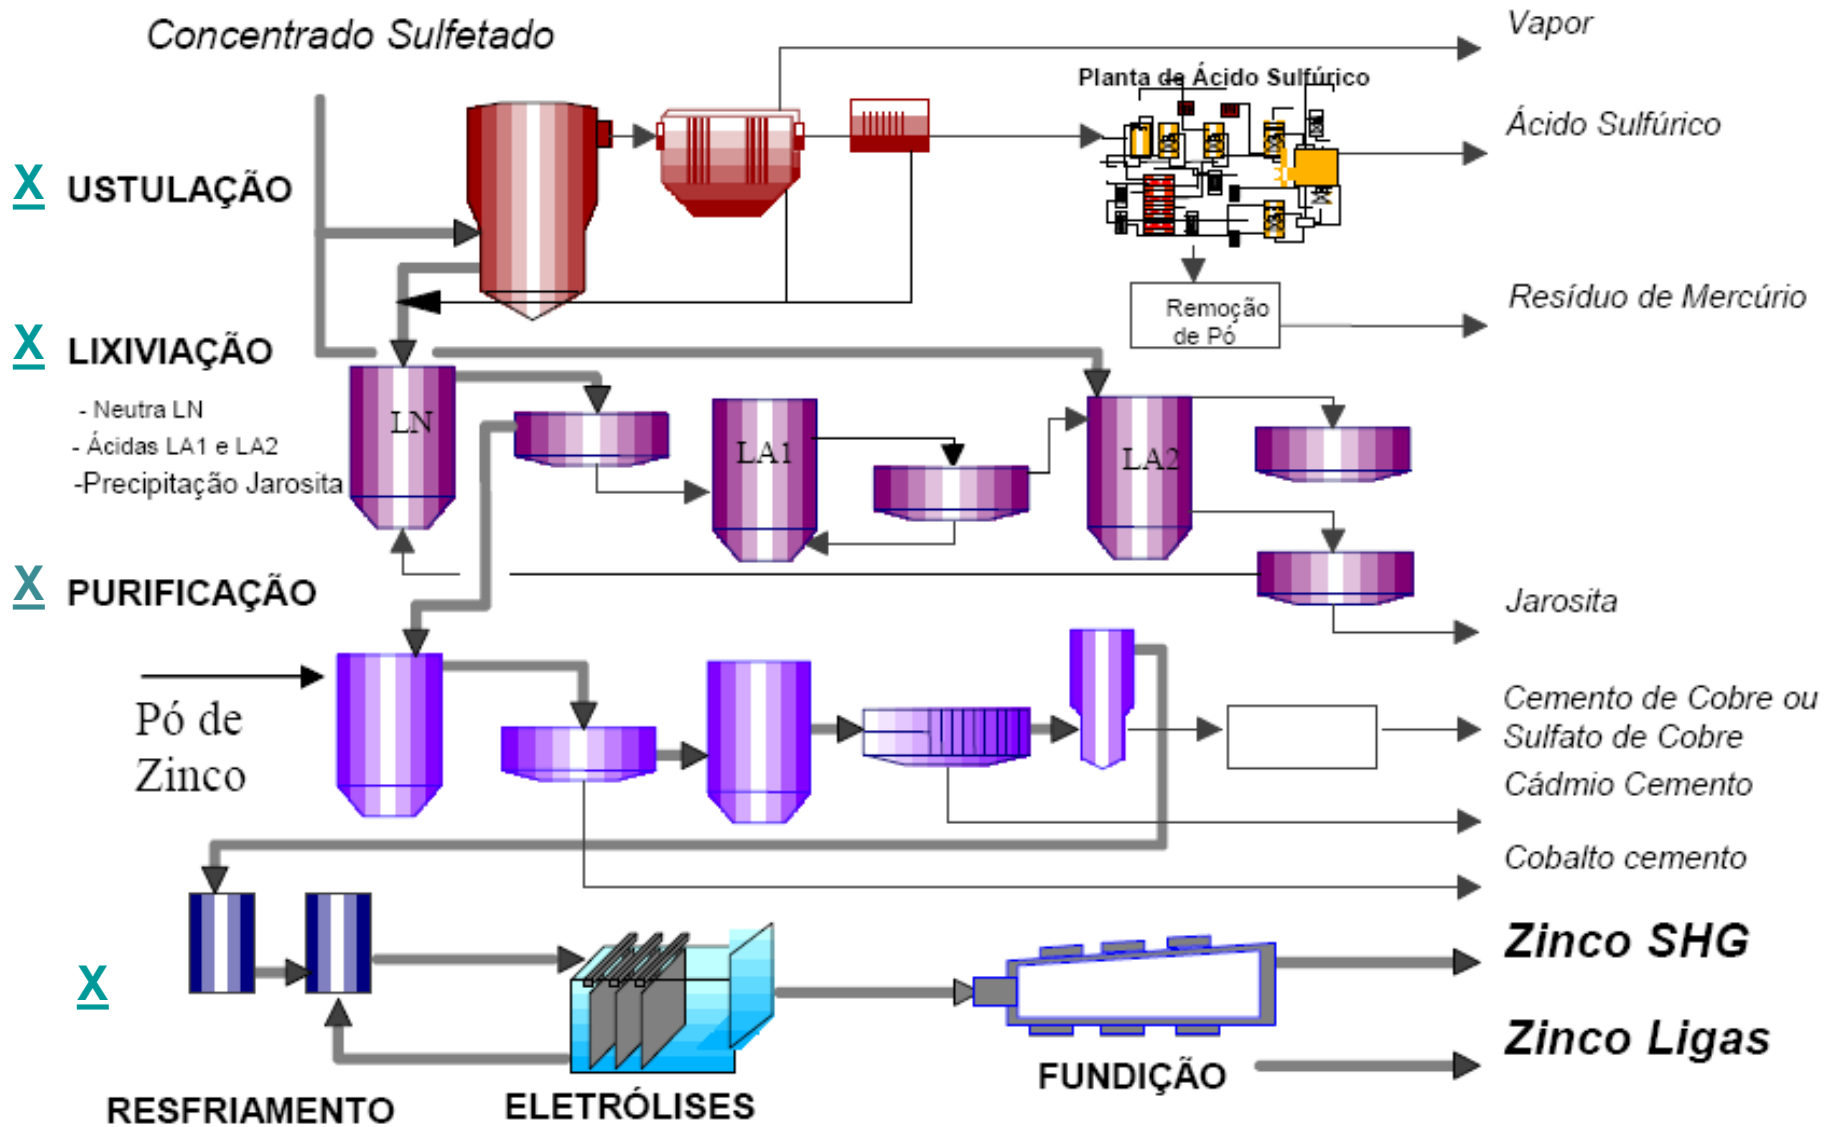 Concentrado Sulfetado
Vapor
Planta de Ácido Sulfúrico
Ácido Sulfúrico
X USTULAÇÃO
Remoção
de Pó
Resíduo de Mercúrio
X LIXIVIAÇÃO
- Neutra LN
- Ácidas LA1 e LA2
-Precipitação Jarosita
LN
LA1
LA2
X PURIFICAÇÃO
Jarosita
Pó de
Zinco
Cemento de Cobre ou
Sulfato de Cobre
Cádmio Cemento
Cobalto cemento
X
Zinco SHG
Zinco Ligas
RESFRIAMENTO
ELETRÓLISES
FUNDIÇÃO